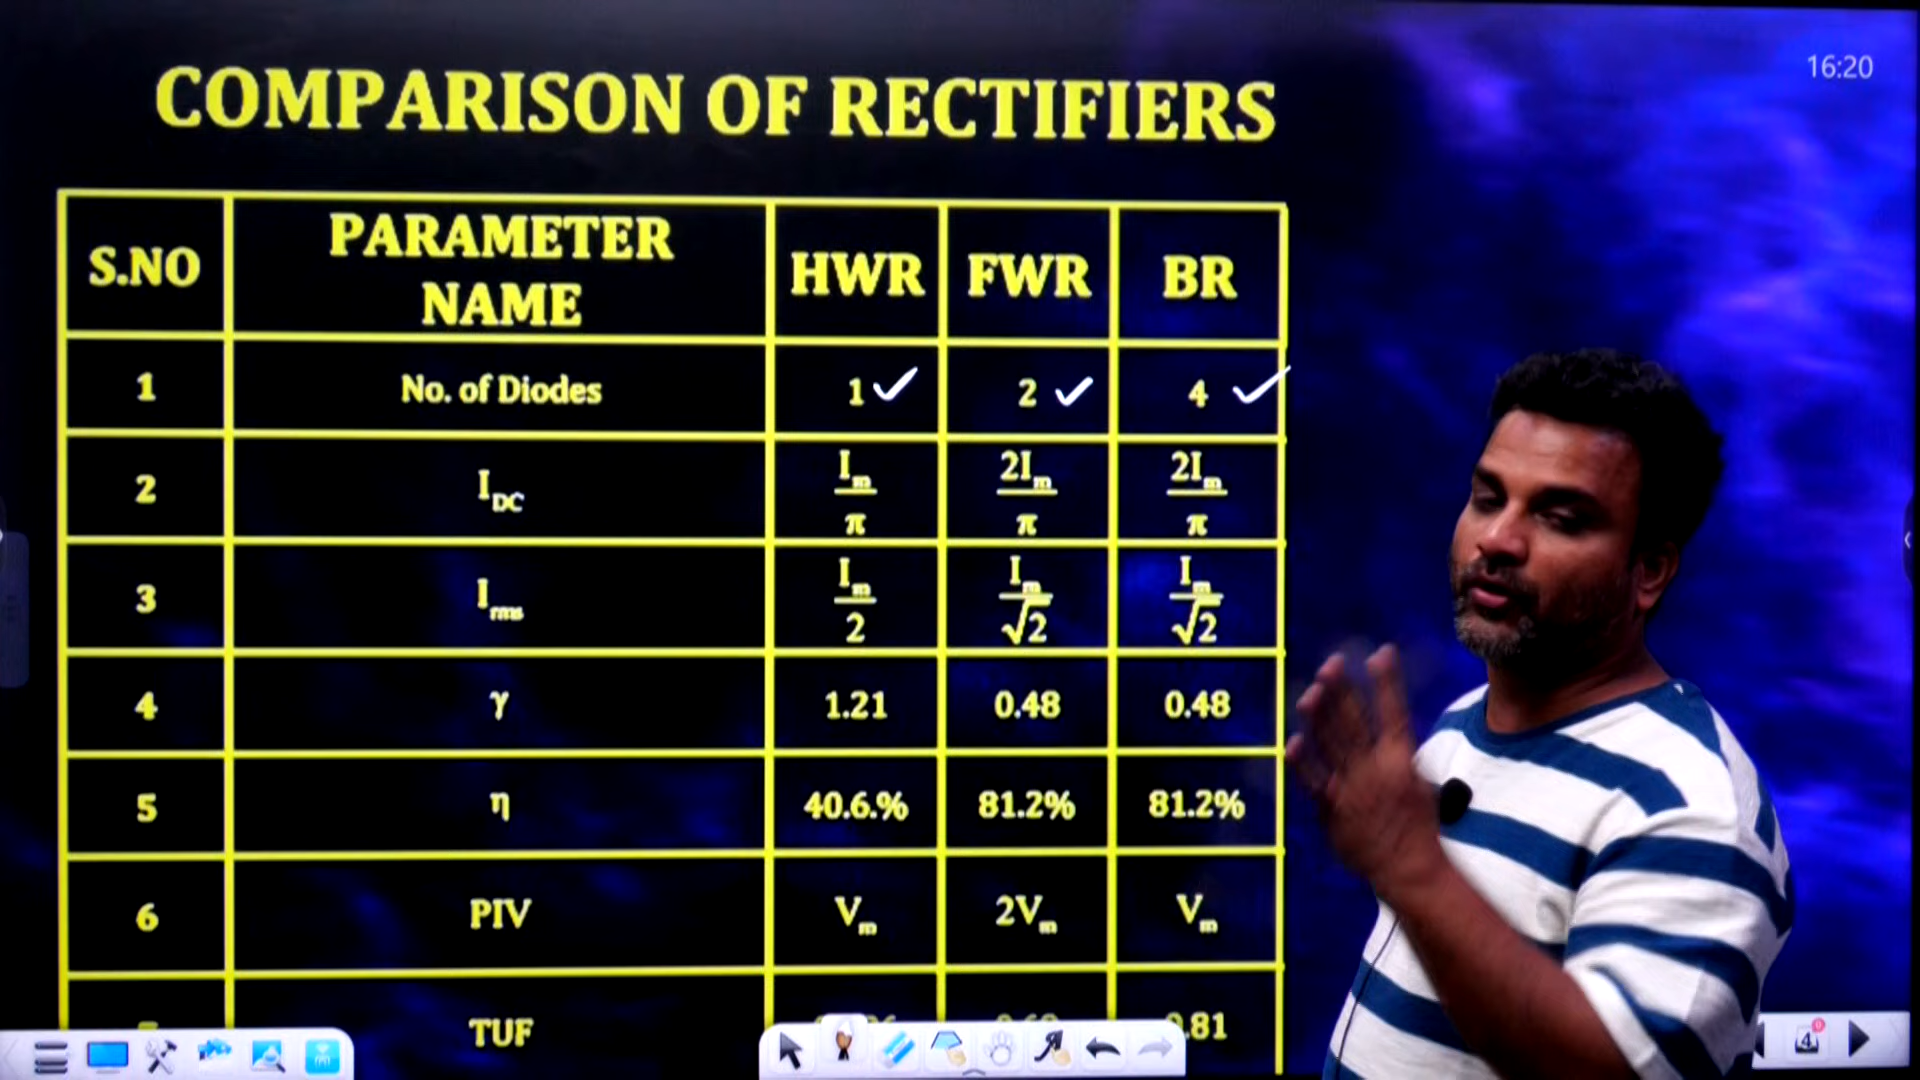 16:20
COMPARISON OF RECTIFIERS
S.NO PARAMETER NAME HWR FWR BR
1 No. of Diodes 1 ✓ 2 ✓ 4 ✓
2 I_DC I_m/π 2I_m/π 2I_m/π
3 I_rms I_m/2 I_m/√2 I_m/√2
4 γ 1.21 0.48 0.48
5 η 40.6.% 81.2% 81.2%
6 PIV V_m 2V_m V_m
TUF .81
4